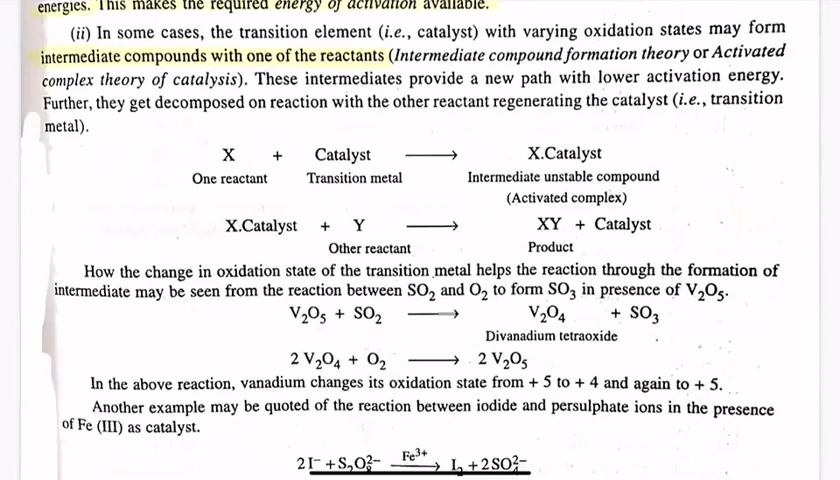 energies. This makes the required energy of activation available.
(ii) In some cases, the transition element (i.e., catalyst) with varying oxidation states may form
intermediate compounds with one of the reactants (Intermediate compound formation theory or Activated
complex theory of catalysis). These intermediates provide a new path with lower activation energy.
Further, they get decomposed on reaction with the other reactant regenerating the catalyst (i.e., transition
metal).
X + Catalyst ⟶ X.Catalyst
One reactant Transition metal Intermediate unstable compound
(Activated complex)
X.Catalyst + Y ⟶ XY + Catalyst
Other reactant Product
How the change in oxidation state of the transition metal helps the reaction through the formation of
intermediate may be seen from the reaction between SO₂ and O₂ to form SO₃ in presence of V₂O₅.
V₂O₅ + SO₂ ⟶ V₂O₄ + SO₃
Divanadium tetraoxide
2 V₂O₄ + O₂ ⟶ 2 V₂O₅
In the above reaction, vanadium changes its oxidation state from + 5 to + 4 and again to + 5.
Another example may be quoted of the reaction between iodide and persulphate ions in the presence
of Fe (III) as catalyst.
2I⁻ + S₂O₈²⁻ Fe³⁺⟶ I₂ + 2SO₄²⁻